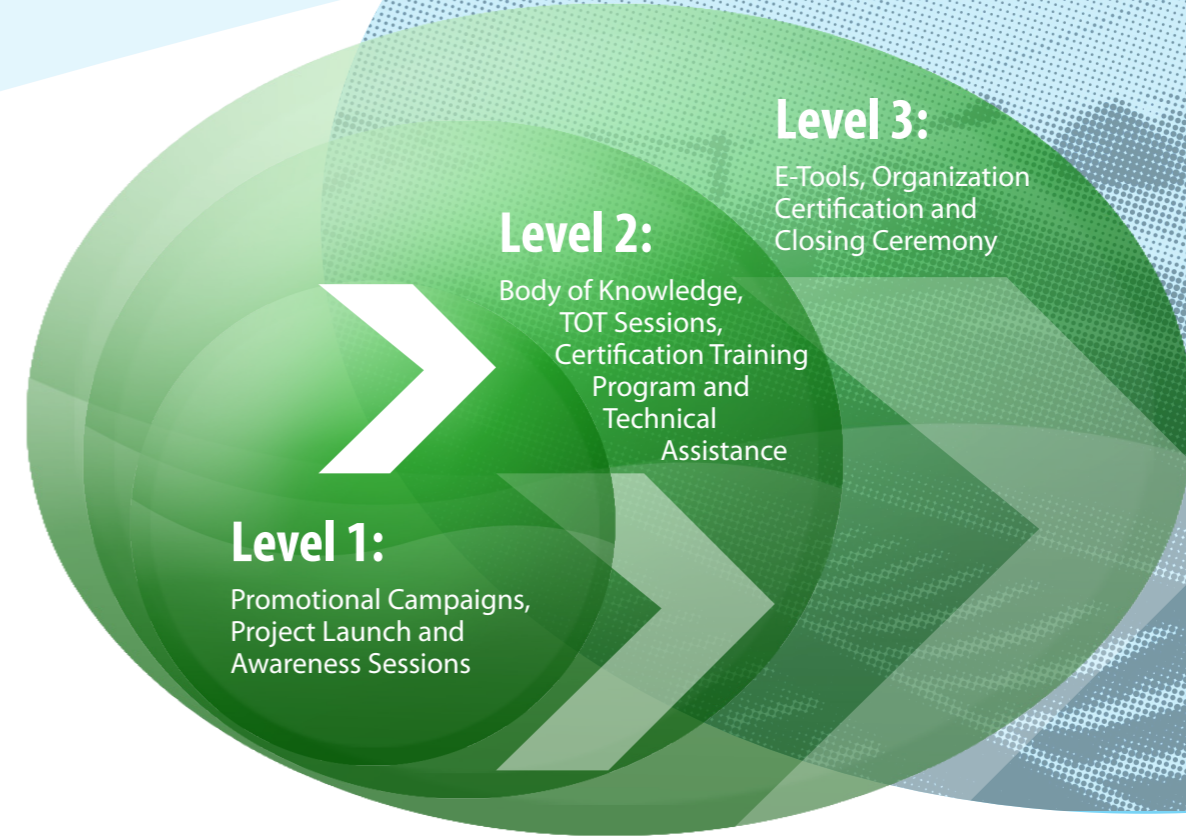 Level 1:
Promotional Campaigns,
Project Launch and
Awareness Sessions
Level 2:
Body of Knowledge,
TOT Sessions,
Certification Training
Program and
Technical
Assistance
Level 3:
E-Tools, Organization
Certification and
Closing Ceremony